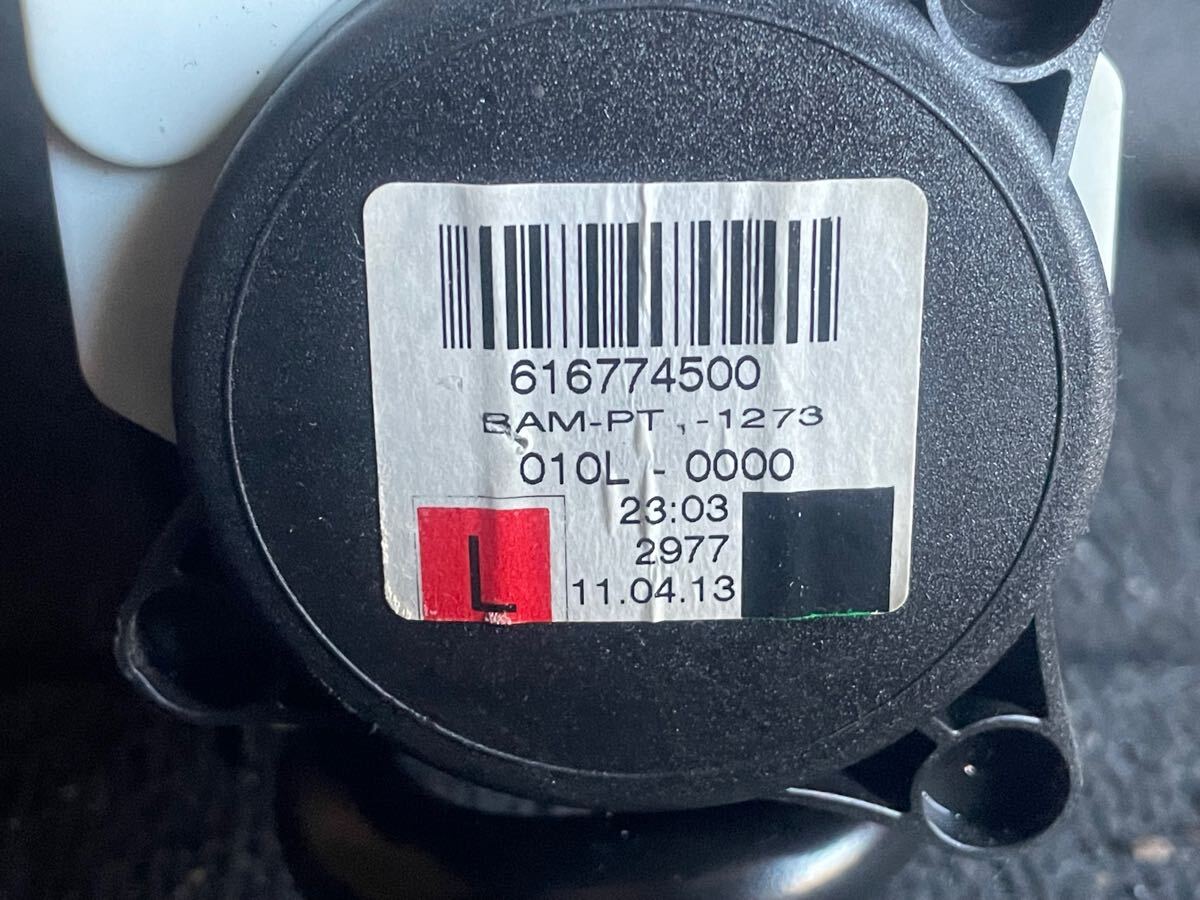 616774500
BAM-PT -1273
010L - 0000
23:03
2977
L
11.04.13